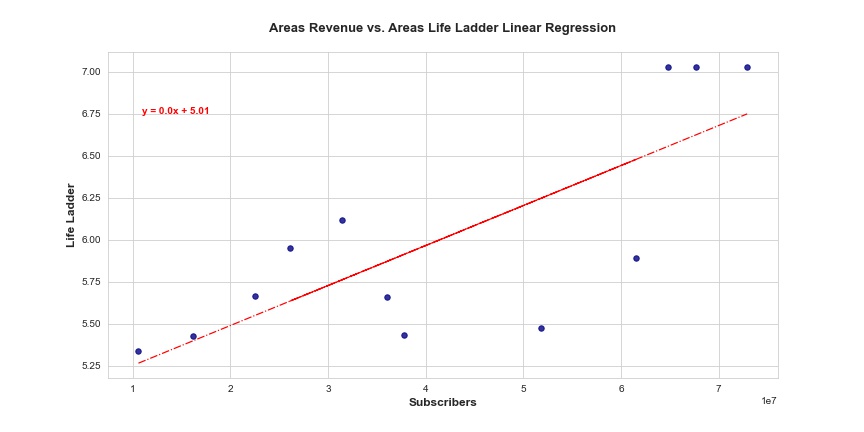 Areas Revenue vs. Areas Life Ladder Linear Regression
7.00
y = 0.0x + 5.01
6.75
6.50
6.25
6.00
5.75
5.50
5.25
Life Ladder
1 2 3 4 5 6 7
1e7
Subscribers